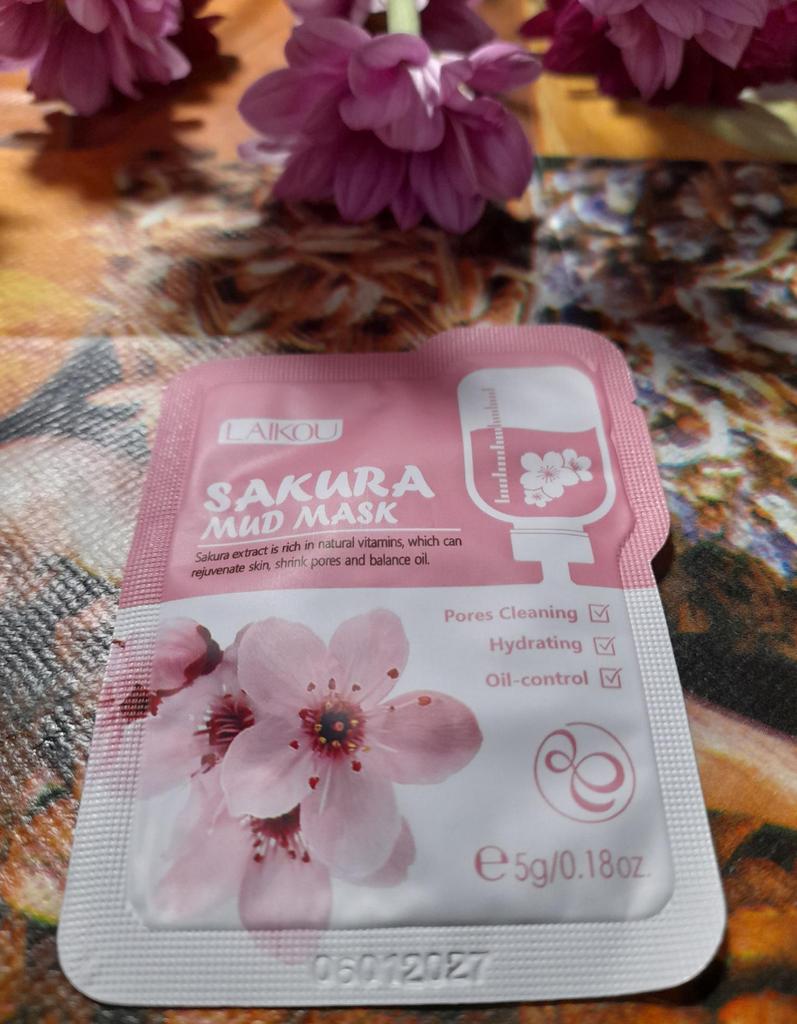 LAIKOU
SAKURA
MUD MASK
Sakura extract is rich in natural vitamins, which can
rejuvenate skin, shrink pores and balance oil.
Pores Cleaning ☑
Hydrating ☑
Oil-control ☑
℮5g/0.18oz.
06012027